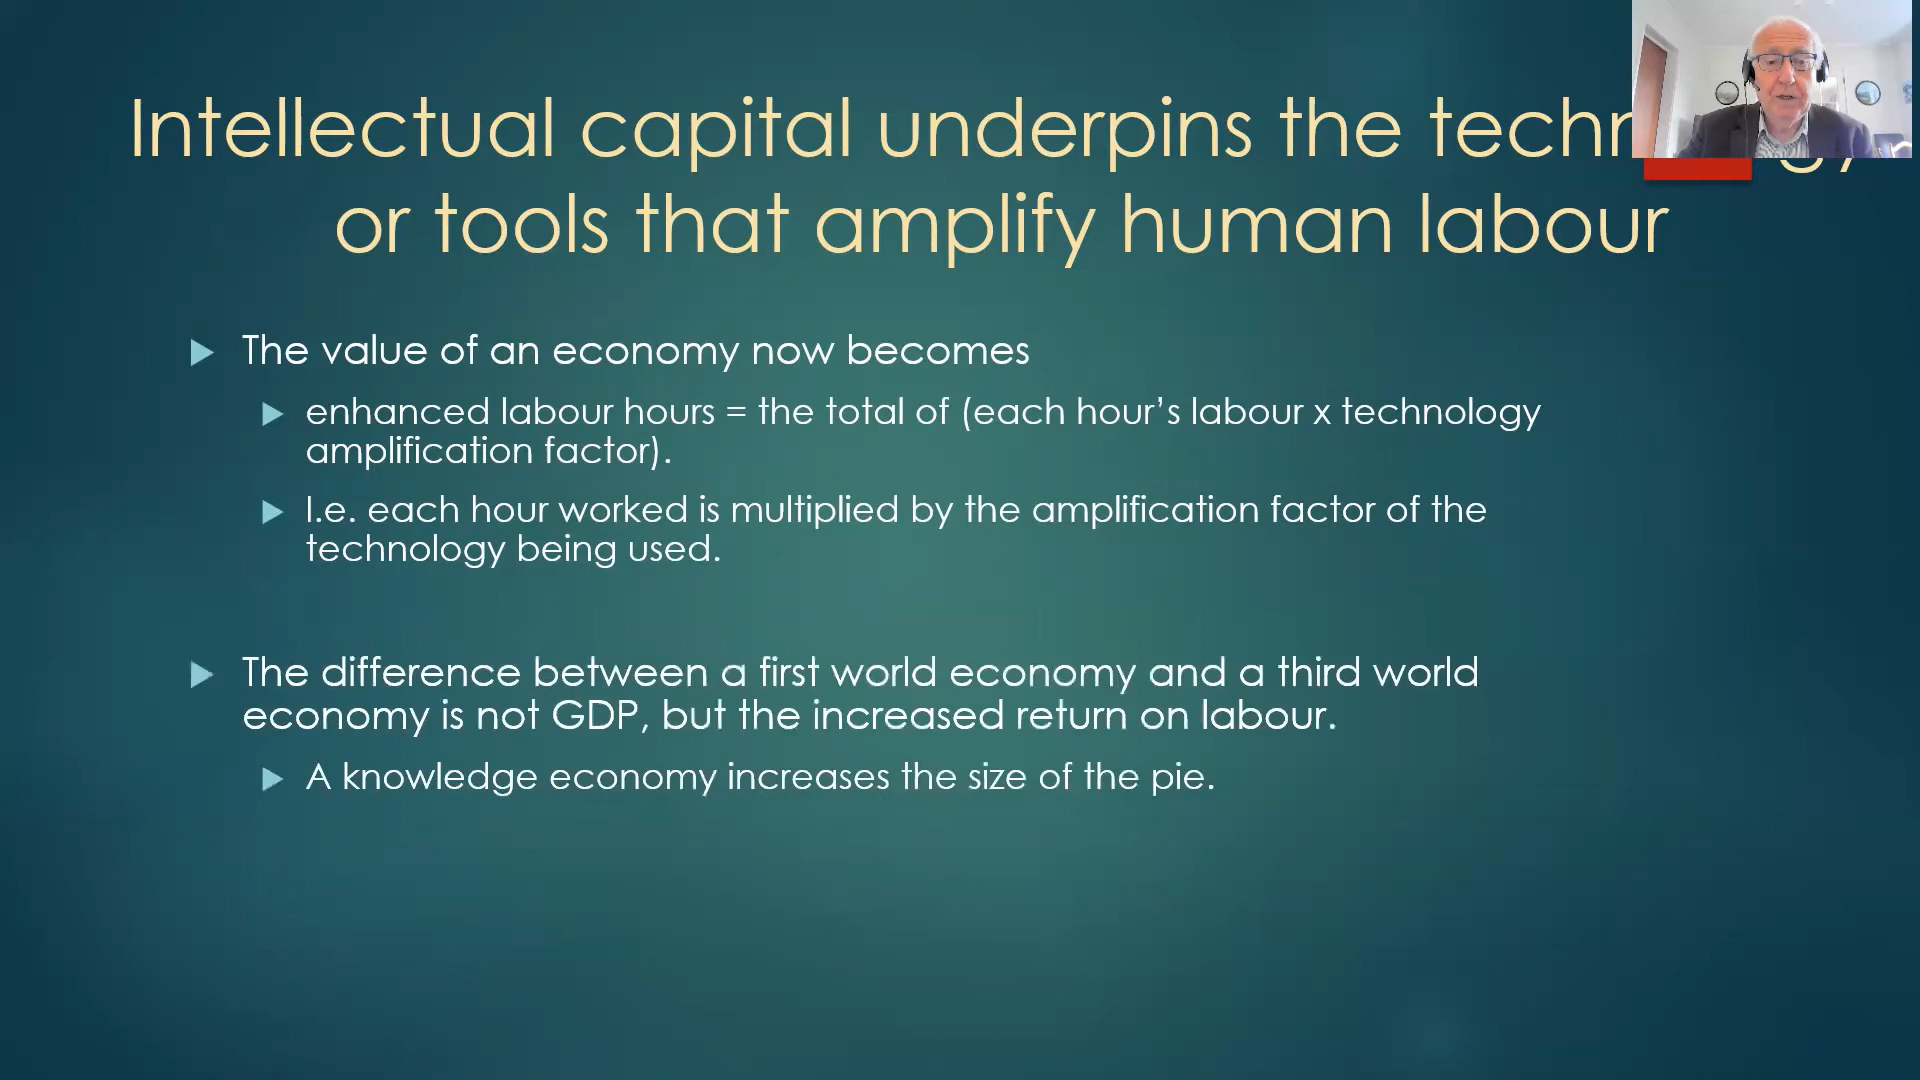 Intellectual capital underpins the
or tools that amplify human labour
The value of an economy now becomes
enhanced labour hours = the total of (each hour’s labour x technology
amplification factor).
I.e. each hour worked is multiplied by the amplification factor of the
technology being used.
The difference between a first world economy and a third world
economy is not GDP, but the increased return on labour.
A knowledge economy increases the size of the pie.